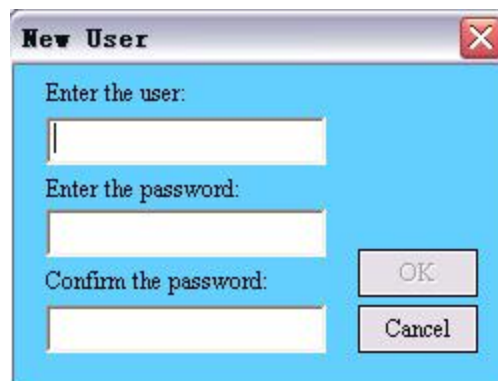 New User
Enter the user:
Enter the password:
Confirm the password:
OK
Cancel